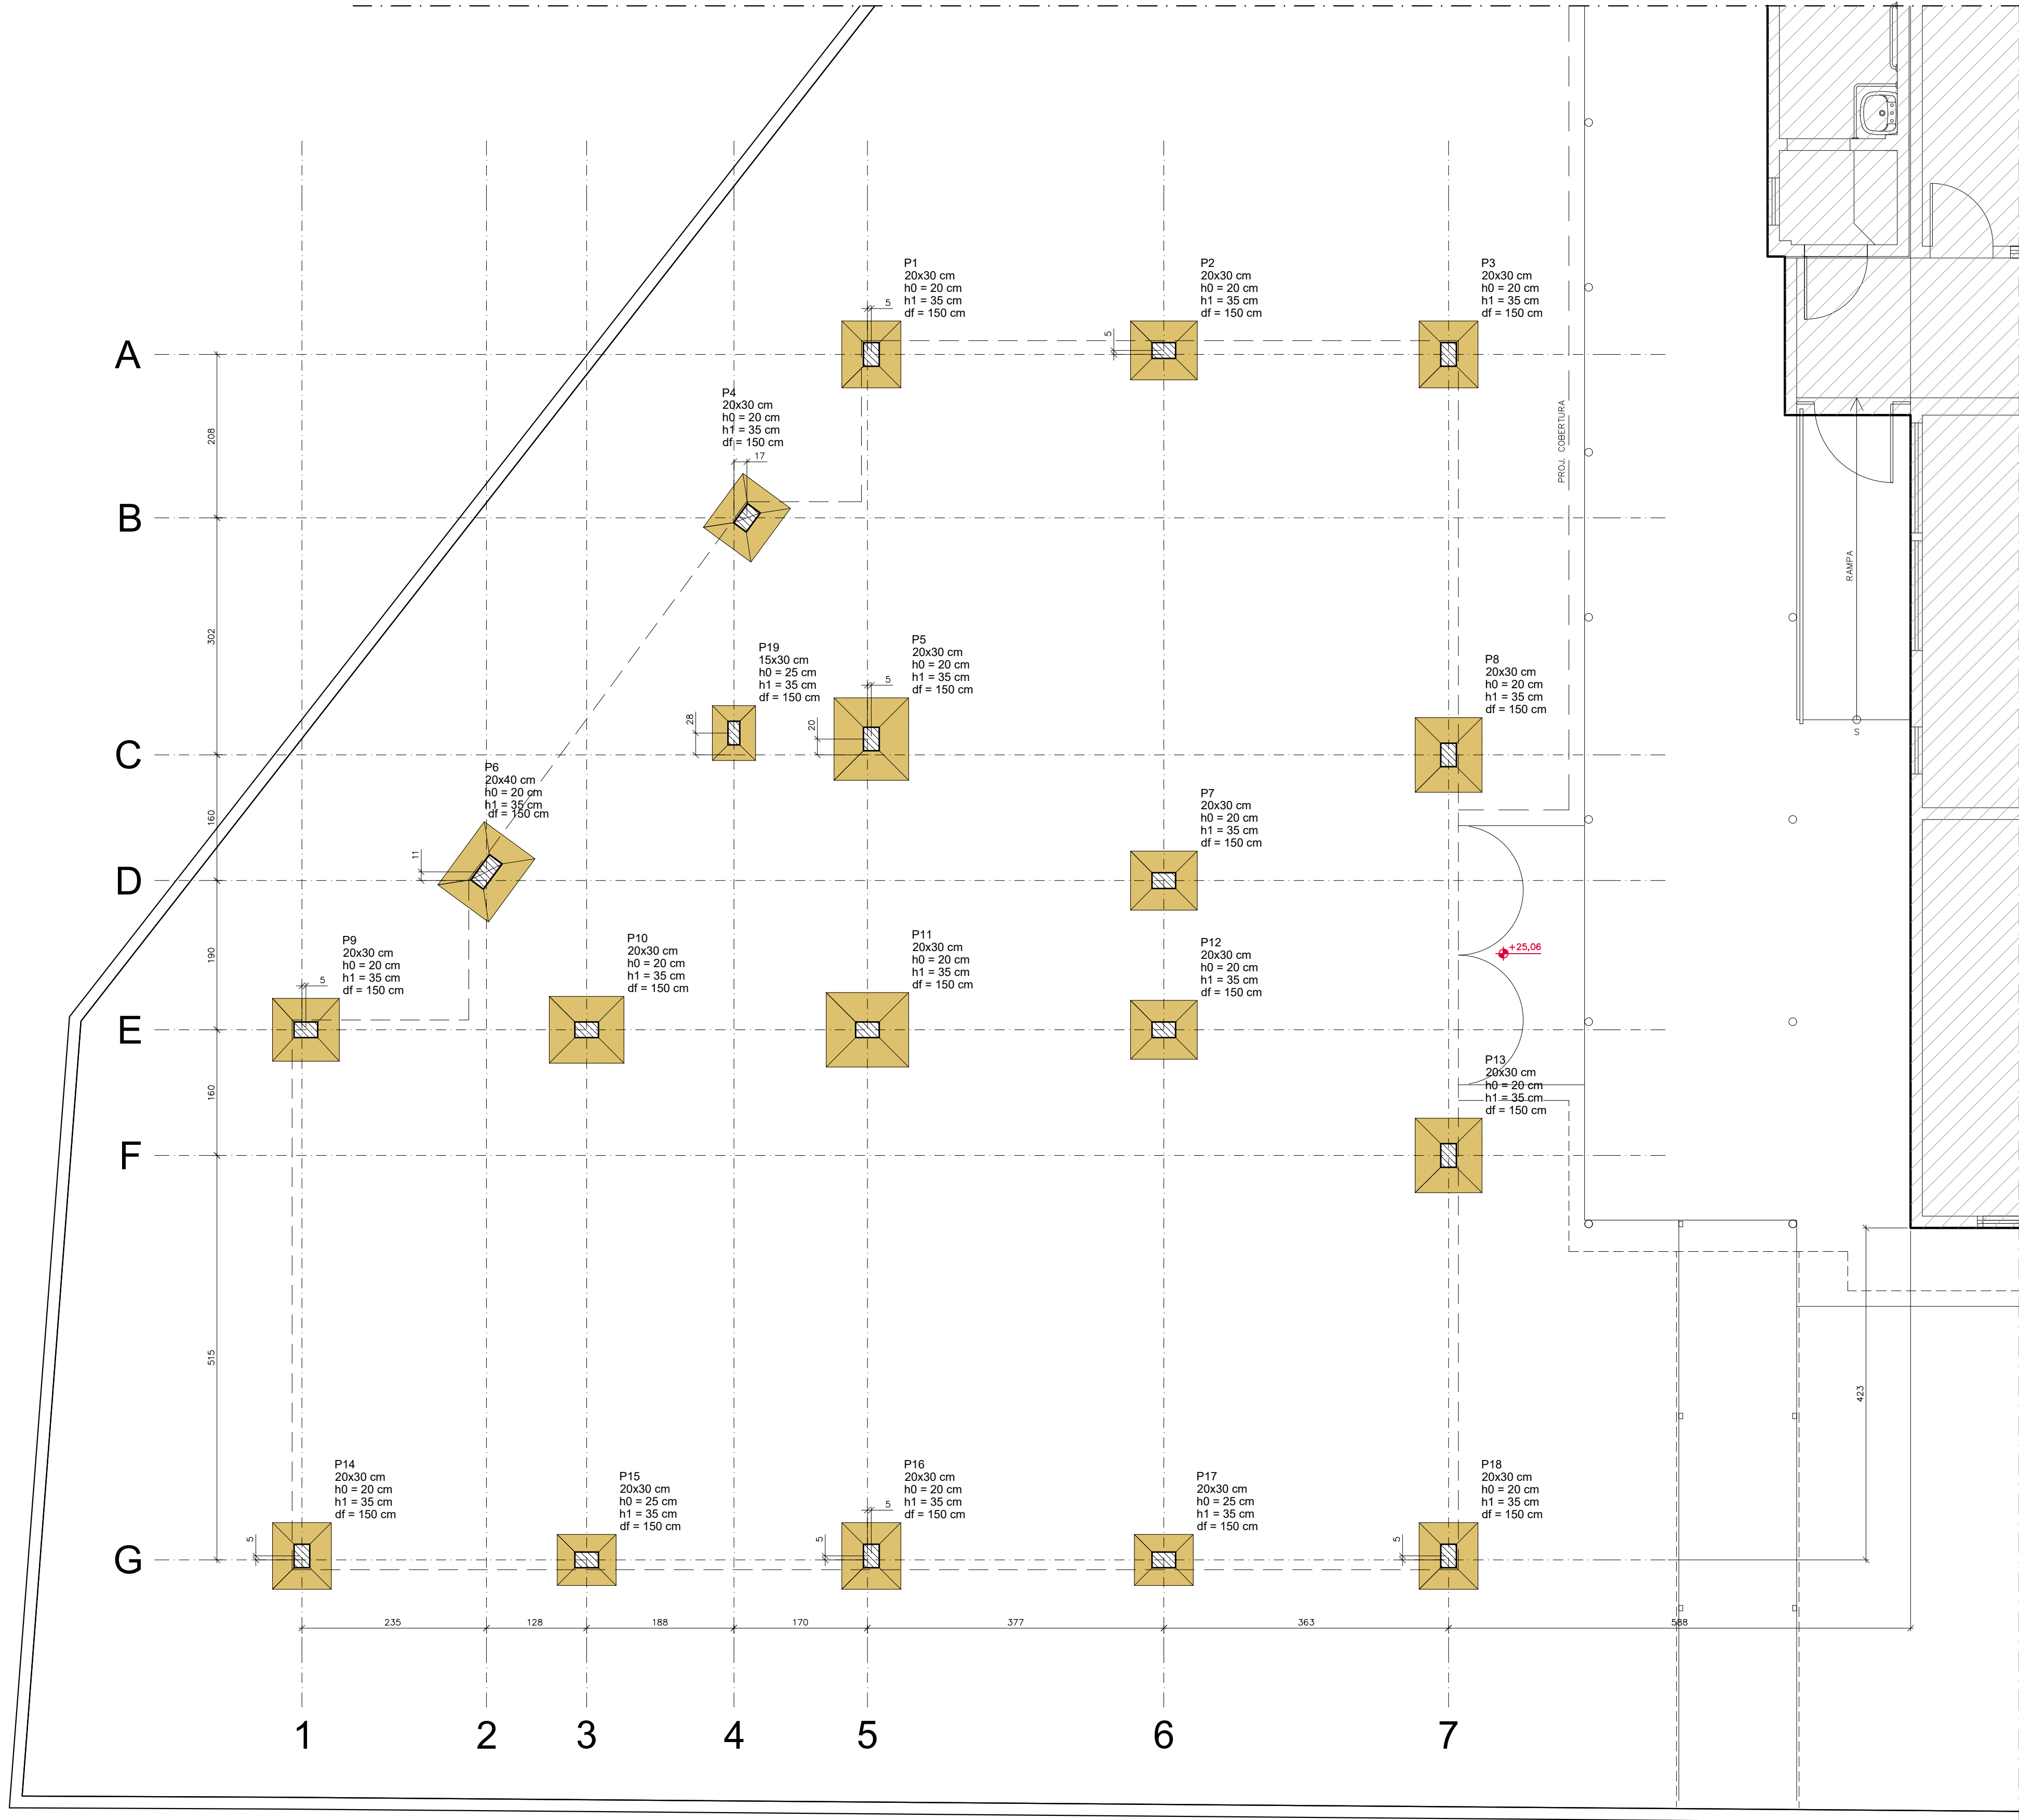 P1
20x30 cm
h0 = 20 cm
h1 = 35 cm
df = 150 cm
5
P2
20x30 cm
h0 = 20 cm
h1 = 35 cm
df = 150 cm
5
P3
20x30 cm
h0 = 20 cm
h1 = 35 cm
df = 150 cm
A
PROJ. COBERTURA
P4
20x30 cm
h0 = 20 cm
h1 = 35 cm
df = 150 cm
17
208
B
RAMPA
S
302
P19
15x30 cm
h0 = 25 cm
h1 = 35 cm
df = 150 cm
28
P5
20x30 cm
h0 = 20 cm
h1 = 35 cm
df = 150 cm
5
20
P8
20x30 cm
h0 = 20 cm
h1 = 35 cm
df = 150 cm
C
P6
20x40 cm
h0 = 20 cm
h1 = 35 cm
df = 150 cm
11
160
P7
20x30 cm
h0 = 20 cm
h1 = 35 cm
df = 150 cm
D
190
P9
20x30 cm
h0 = 20 cm
h1 = 35 cm
df = 150 cm
5
P10
20x30 cm
h0 = 20 cm
h1 = 35 cm
df = 150 cm
P11
20x30 cm
h0 = 20 cm
h1 = 35 cm
df = 150 cm
P12
20x30 cm
h0 = 20 cm
h1 = 35 cm
df = 150 cm
+25,06
E
160
P13
20x30 cm
h0 = 20 cm
h1 = 35 cm
df = 150 cm
F
515
423
P14
20x30 cm
h0 = 20 cm
h1 = 35 cm
df = 150 cm
5
P15
20x30 cm
h0 = 25 cm
h1 = 35 cm
df = 150 cm
P16
20x30 cm
h0 = 20 cm
h1 = 35 cm
df = 150 cm
5
5
P17
20x30 cm
h0 = 25 cm
h1 = 35 cm
df = 150 cm
P18
20x30 cm
h0 = 20 cm
h1 = 35 cm
df = 150 cm
5
G
235 128 188 170 377 363 588
1 2 3 4 5 6 7